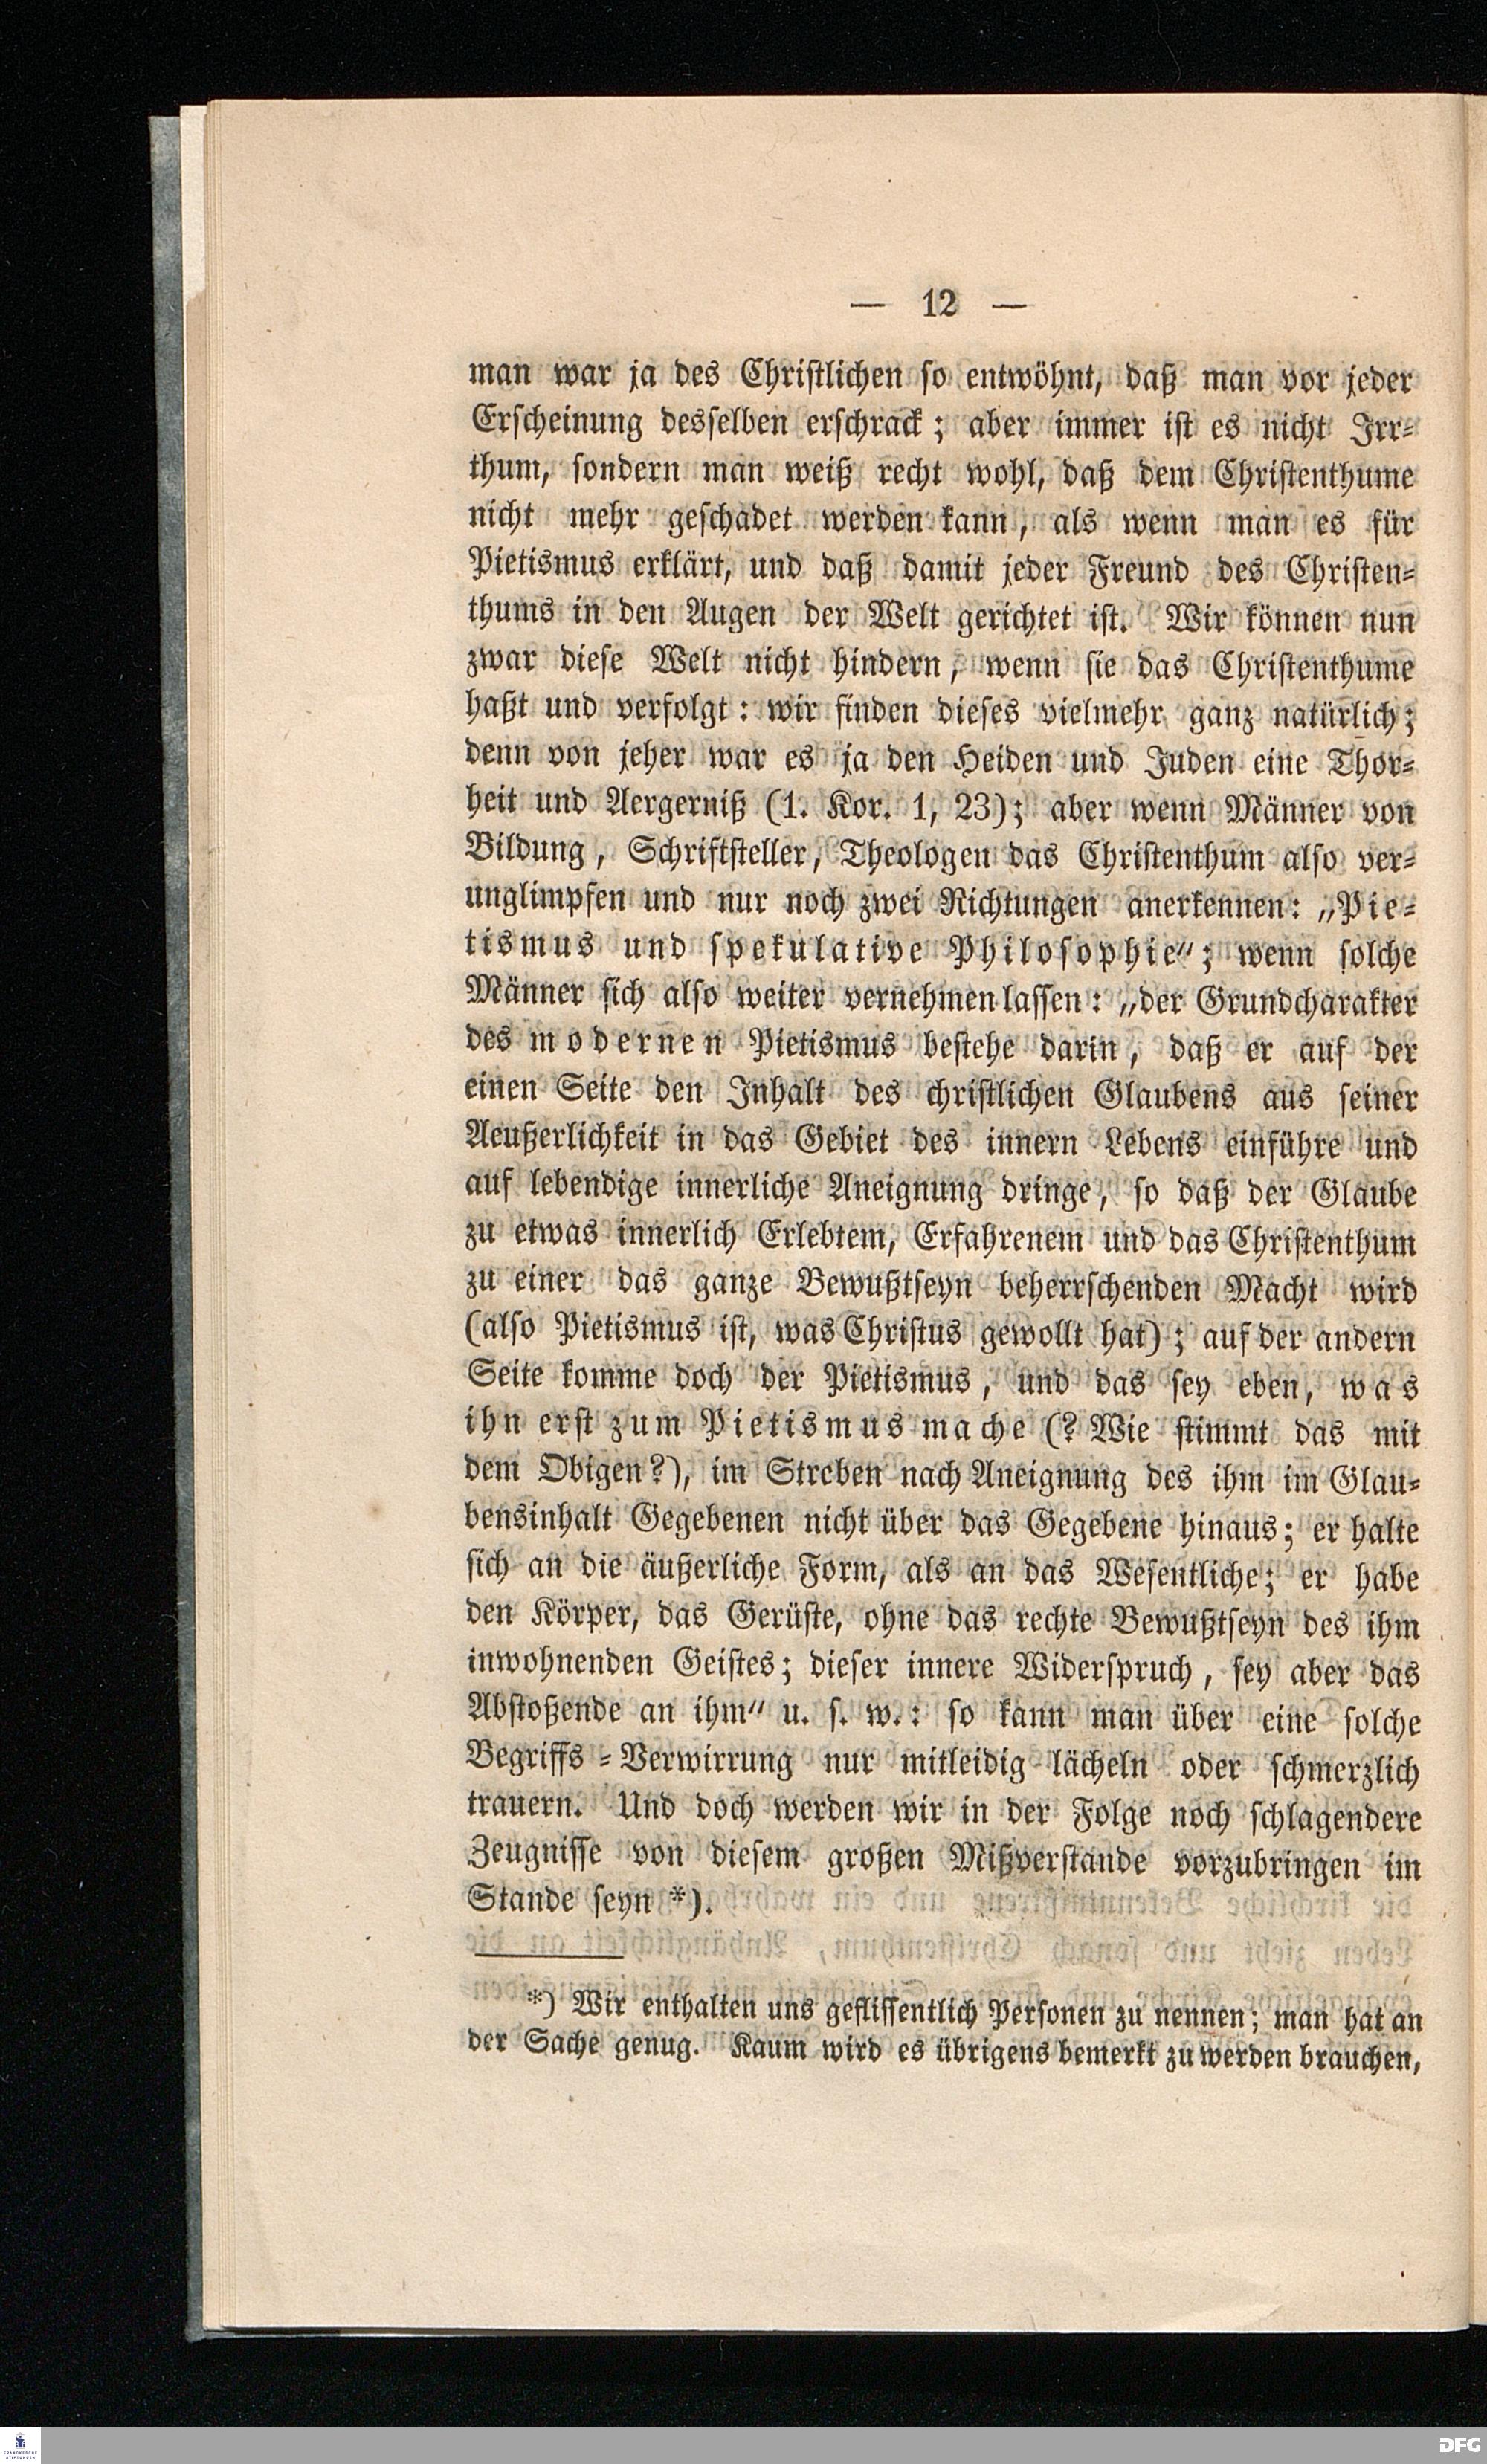 — 12 —
man war ja des Christlichen so entwöhnt, daß man vor jeder
Erscheinung desselben erschrack; aber immer ist es nicht Irr-
thum, sondern man weiß recht wohl, daß dem Christenthume
nicht mehr geschadet werden kann, als wenn man es für
Pietismus erklärt, und daß damit jeder Freund des Christen-
thums in den Augen der Welt gerichtet ist. Wir können nun
zwar diese Welt nicht hindern, wenn sie das Christenthume
haßt und verfolgt: wir finden dieses vielmehr ganz natürlich;
denn von jeher war es ja den Heiden und Juden eine Thor-
heit und Aergerniß (1. Kor. 1, 23); aber wenn Männer von
Bildung, Schriftsteller, Theologen das Christenthum also ver-
unglimpfen und nur noch zwei Richtungen anerkennen: „Pie-
tismus und spekulative Philosophie“; wenn solche
Männer sich also weiter vernehmen lassen: „der Grundcharakter
des modernen Pietismus bestehe darin, daß er auf der
einen Seite den Inhalt des christlichen Glaubens aus seiner
Aeußerlichkeit in das Gebiet des innern Lebens einführe und
auf lebendige innerliche Aneignung dringe, so daß der Glaube
zu etwas innerlich Erlebtem, Erfahrenem und das Christenthum
zu einer das ganze Bewußtseyn beherrschenden Macht wird
(also Pietismus ist, was Christus gewollt hat); auf der andern
Seite komme doch der Pietismus, und das sey eben, was
ihn erst zum Pietismus mache (? Wie stimmt das mit
dem Obigen?), im Streben nach Aneignung des ihm im Glau-
bensinhalt Gegebenen nicht über das Gegebene hinaus; er halte
sich an die äußerliche Form, als an das Wesentliche; er habe
den Körper, das Gerüste, ohne das rechte Bewußtseyn des ihm
inwohnenden Geistes; dieser innere Widerspruch, sey aber das
Abstoßende an ihm“ u. s. w.: so kann man über eine solche
Begriffs-Verwirrung nur mitleidig lächeln oder schmerzlich
trauern. Und doch werden wir in der Folge noch schlagendere
Zeugnisse von diesem großen Mißverstande vorzubringen im
Stande seyn *).
*) Wir enthalten uns geflissentlich Personen zu nennen; man hat an
der Sache genug. Kaum wird es übrigens bemerkt zu werden brauchen,
FRANCKESCHE
STIFTUNGEN
DFG